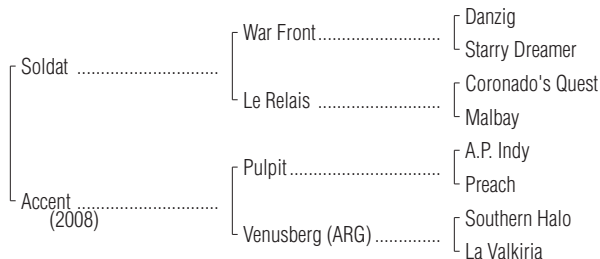 Danzig
War Front
Starry Dreamer
Soldat
Coronado's Quest
Le Relais
Malbay
A.P. Indy
Pulpit
Preach
Accent
(2008)
Southern Halo
Venusberg (ARG)
La Valkiria